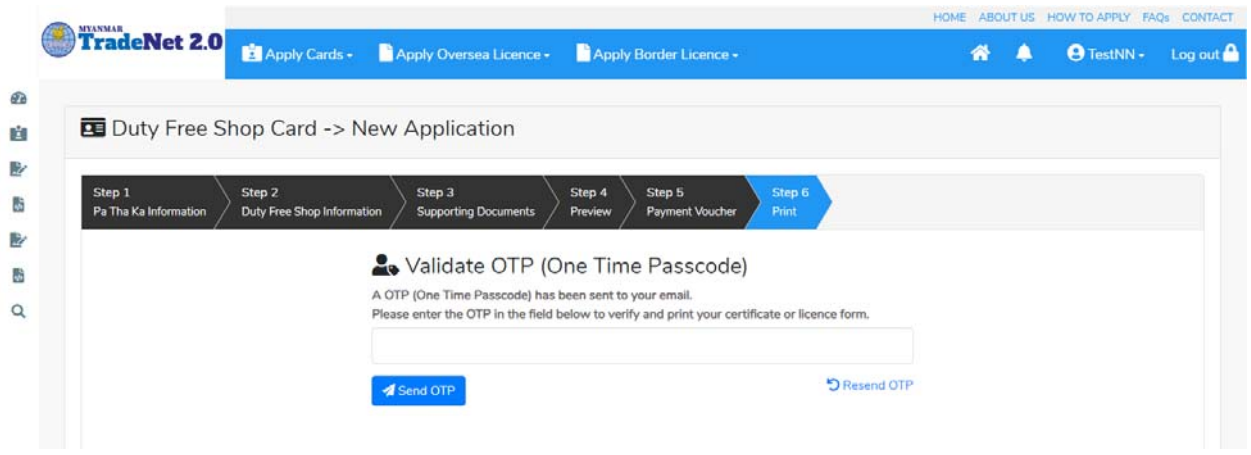 HOME ABOUT US HOW TO APPLY FAQs CONTACT
MYANMAR
TradeNet 2.0
Apply Cards Apply Oversea Licence Apply Border Licence TestNN Log out
Duty Free Shop Card -> New Application
Step 1 Step 2 Step 3 Step 4 Step 5 Step 6
Pa Tha Ka Information Duty Free Shop Information Supporting Documents Preview Payment Voucher Print
Validate OTP (One Time Passcode)
A OTP (One Time Passcode) has been sent to your email.
Please enter the OTP in the field below to verify and print your certificate or licence form.
Send OTP Resend OTP